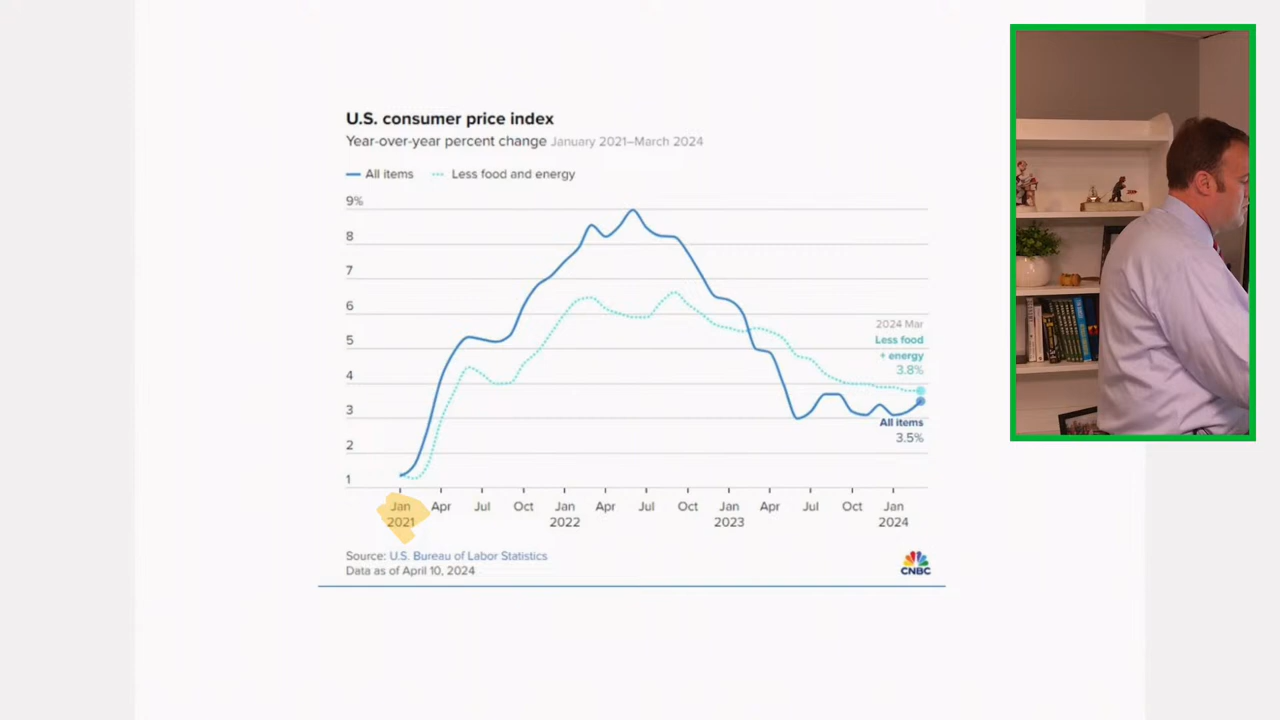 U.S. consumer price index
Year-over-year percent change January 2021–March 2024
All items Less food and energy
9%
8
7
6
5
4
3
2
1
2024 Mar
Less food
+ energy
3.8%
All items
3.5%
Jan Apr Jul Oct Jan Apr Jul Oct Jan Apr Jul Oct Jan
2021 2022 2023 2024
Source: U.S. Bureau of Labor Statistics
Data as of April 10, 2024
CNBC